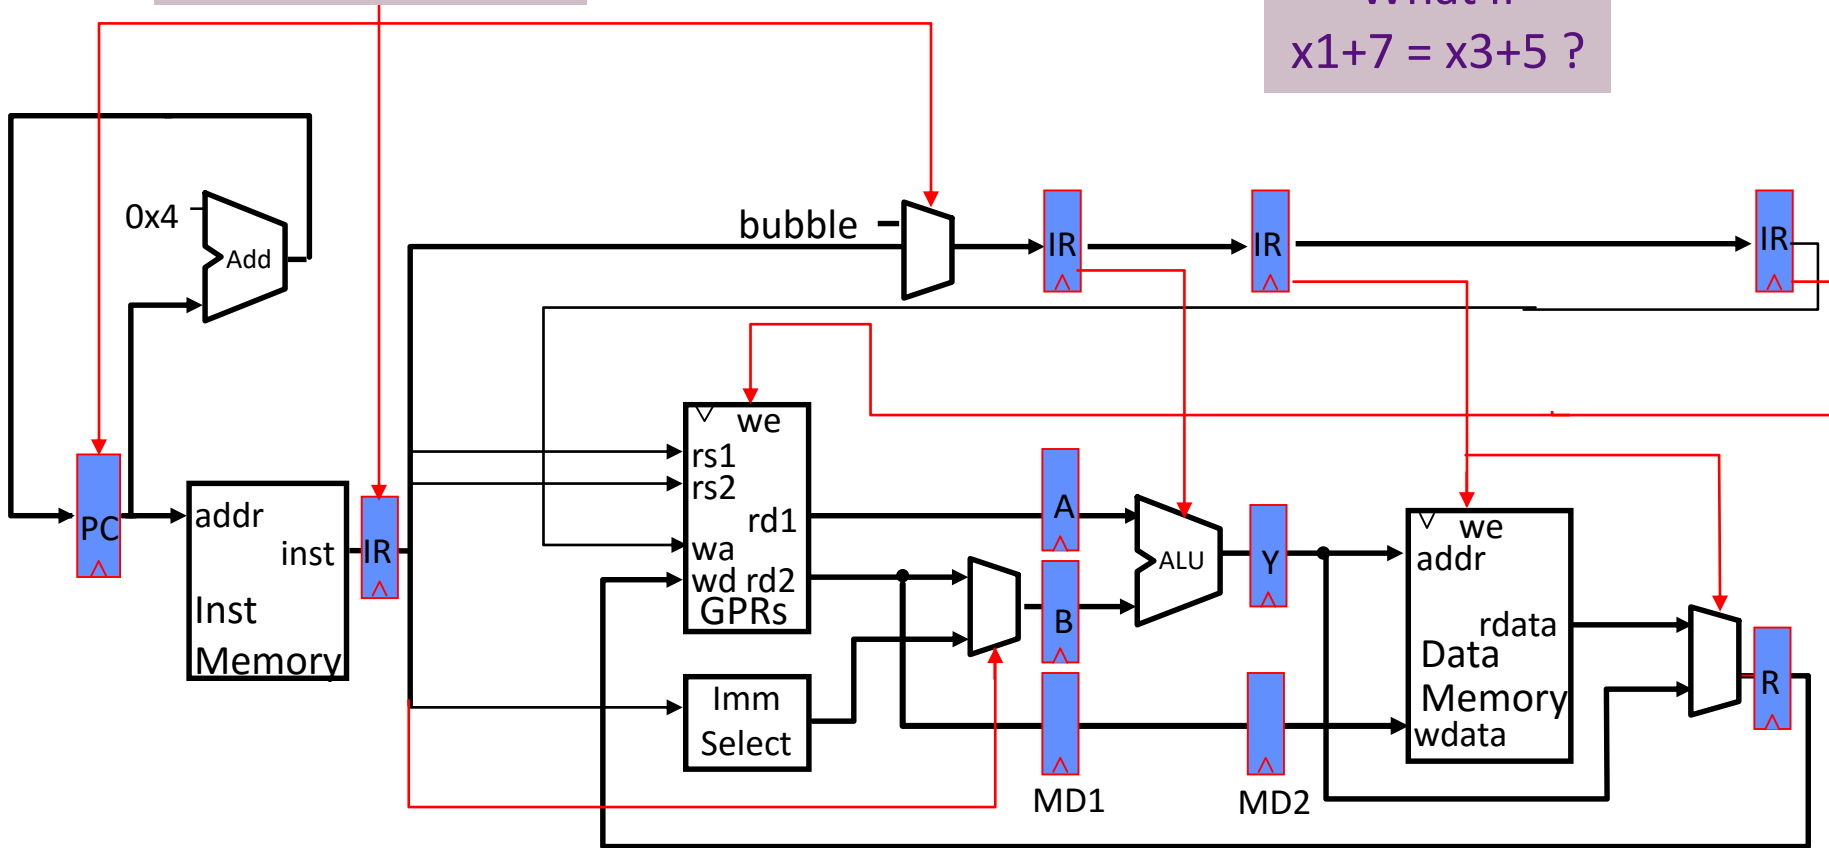 x1+7 = x3+5 ?
0x4
Add
bubble
IR
IR
IR
we
rs1
rs2
rd1
wa
wd rd2
GPRs
PC
addr
inst
Inst
Memory
IR
A
B
ALU
Y
we
addr
rdata
Data
Memory
wdata
R
Imm
Select
MD1
MD2